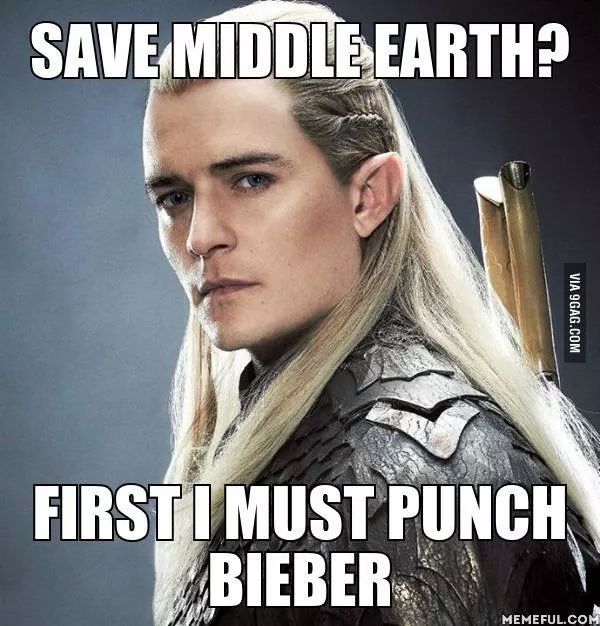 SAVE MIDDLE EARTH?
VIA 9GAG.COM
FIRST I MUST PUNCH
BIEBER
MEMEFUL.COM